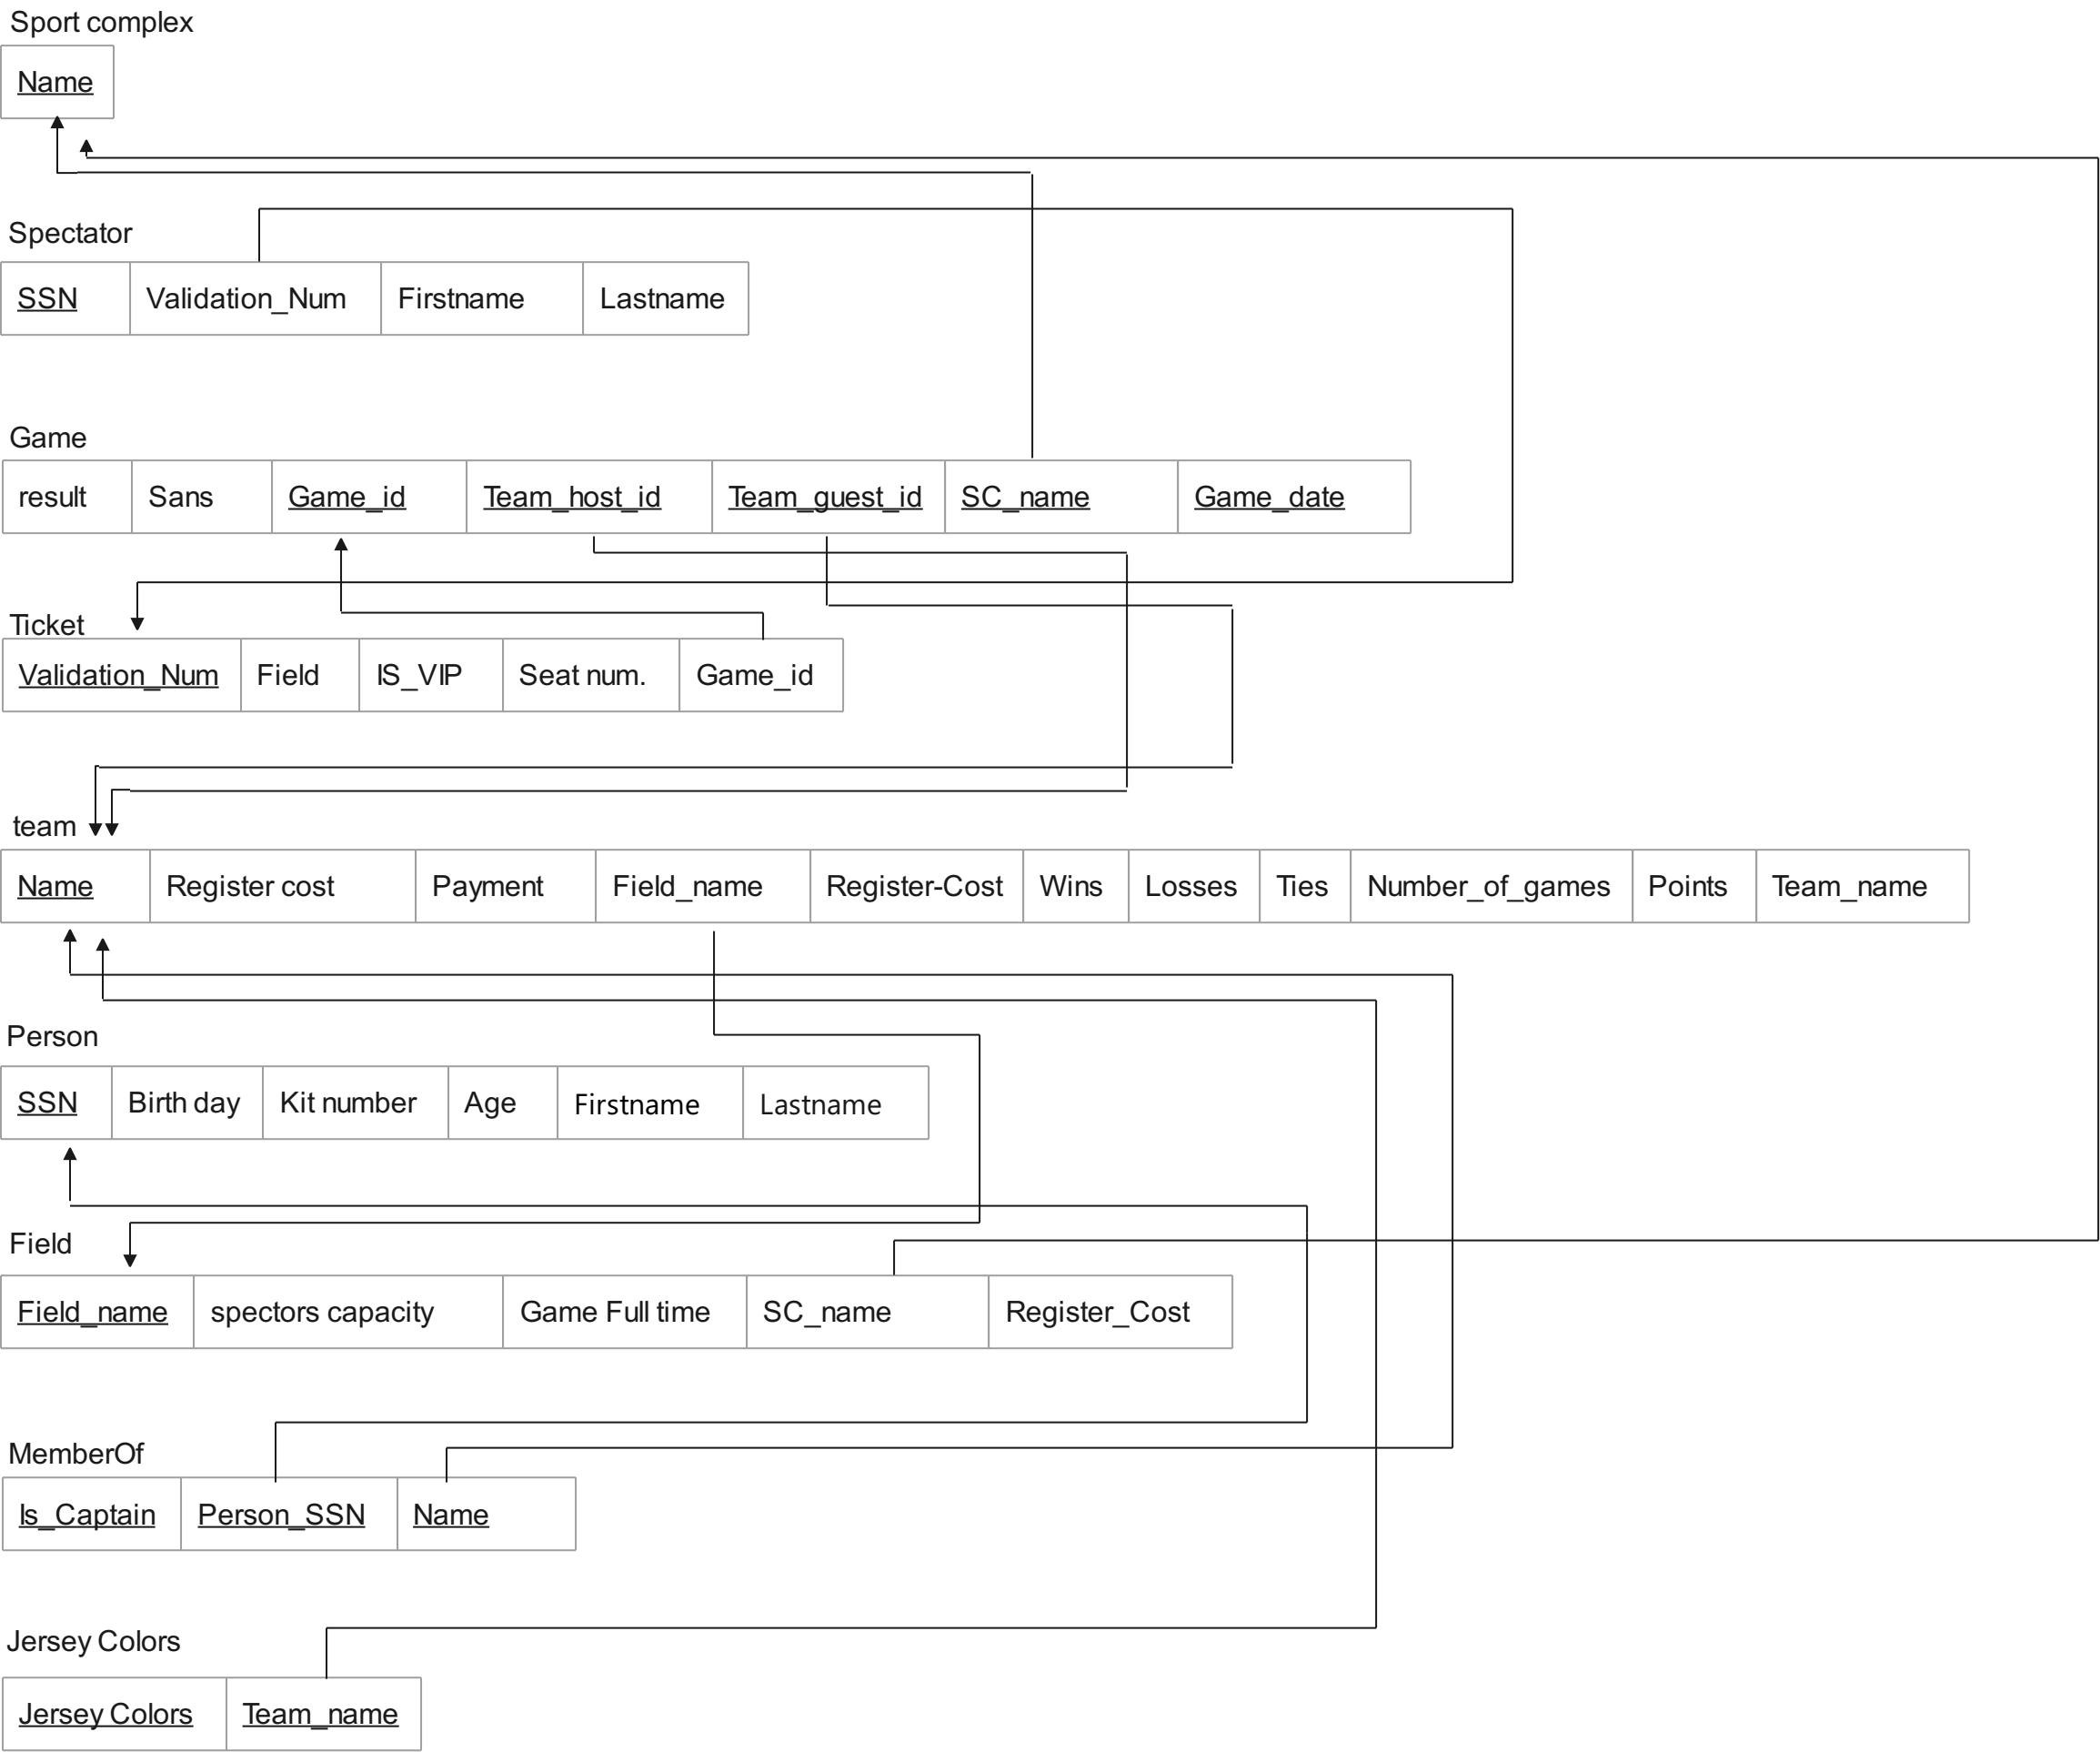 Sport complex
Name
Spectator
SSN Validation_Num Firstname Lastname
Game
result Sans Game_id Team_host_id Team_guest_id SC_name Game_date
Ticket
Validation_Num Field IS_VIP Seat num. Game_id
team
Name Register cost Payment Field_name Register-Cost Wins Losses Ties Number_of_games Points Team_name
Person
SSN Birth day Kit number Age Firstname Lastname
Field
Field_name spectors capacity Game Full time SC_name Register_Cost
MemberOf
Is_Captain Person_SSN Name
Jersey Colors
Jersey Colors Team_name